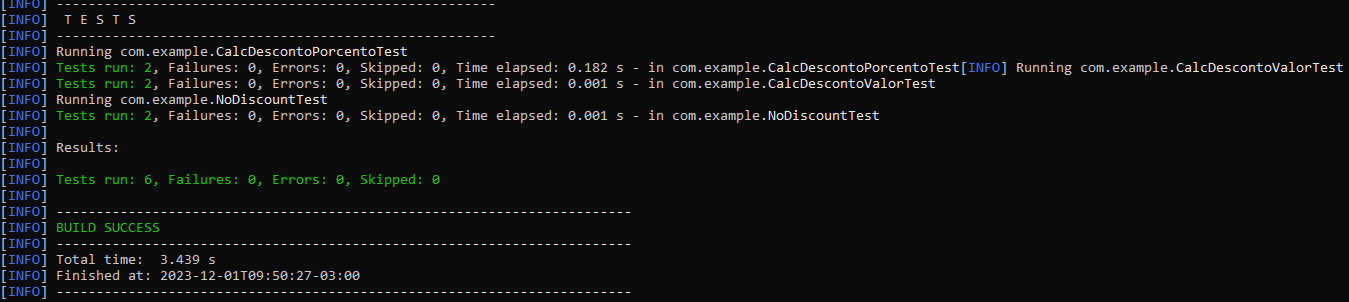 [INFO] -------------------------------------------------------
[INFO]  T E S T S
[INFO] -------------------------------------------------------
[INFO] Running com.example.CalcDescontoPorcentoTest
[INFO] Tests run: 2, Failures: 0, Errors: 0, Skipped: 0, Time elapsed: 0.182 s - in com.example.CalcDescontoPorcentoTest[INFO] Running com.example.CalcDescontoValorTest
[INFO] Tests run: 2, Failures: 0, Errors: 0, Skipped: 0, Time elapsed: 0.001 s - in com.example.CalcDescontoValorTest
[INFO] Running com.example.NoDiscountTest
[INFO] Tests run: 2, Failures: 0, Errors: 0, Skipped: 0, Time elapsed: 0.001 s - in com.example.NoDiscountTest
[INFO]
[INFO] Results:
[INFO]
[INFO] Tests run: 6, Failures: 0, Errors: 0, Skipped: 0
[INFO]
[INFO] ------------------------------------------------------------------------
[INFO] BUILD SUCCESS
[INFO] ------------------------------------------------------------------------
[INFO] Total time:  3.439 s
[INFO] Finished at: 2023-12-01T09:50:27-03:00
[INFO] ------------------------------------------------------------------------